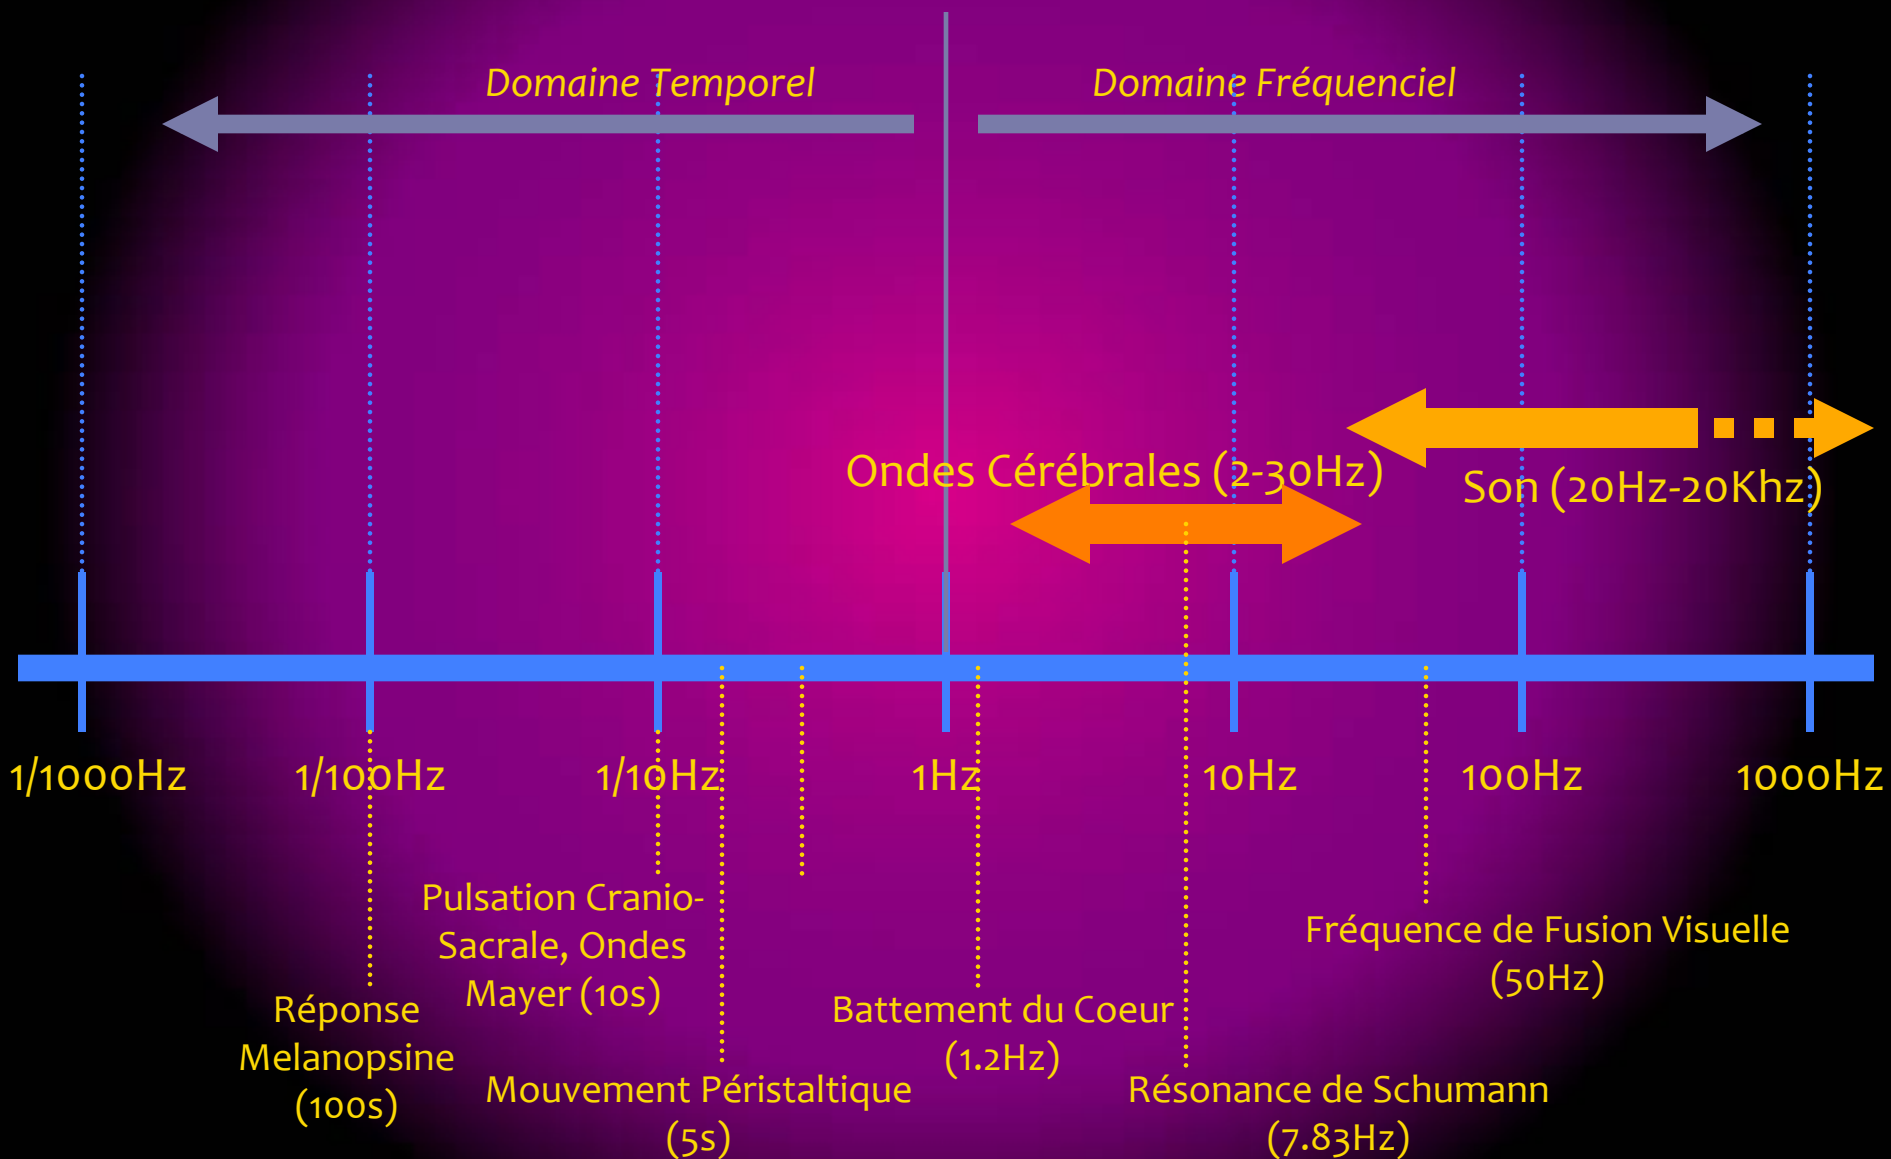 Domaine Temporel
Domaine Fréquenciel
Ondes Cérébrales (2-30Hz)
Son (20Hz-20Khz)
1/1000Hz
1/100Hz
1/10Hz
1Hz
10Hz
100Hz
1000Hz
Pulsation Cranio-
Sacrale, Ondes
Mayer (10s)
Fréquence de Fusion Visuelle
(50Hz)
Réponse
Melanopsine
(100s)
Battement du Coeur
(1.2Hz)
Mouvement Péristaltique
(5s)
Résonance de Schumann
(7.83Hz)